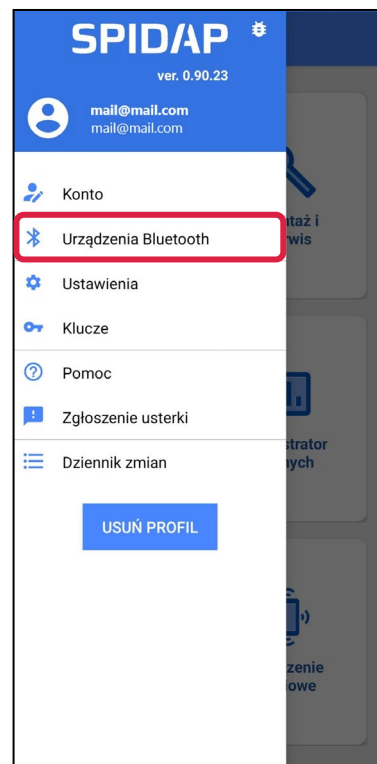 SPIDAP
ver. 0.90.23
mail@mail.com
mail@mail.com
Konto
Urządzenia Bluetooth
Ustawienia
Klucze
Pomoc
Zgłoszenie usterki
Dziennik zmian
USUŃ PROFIL